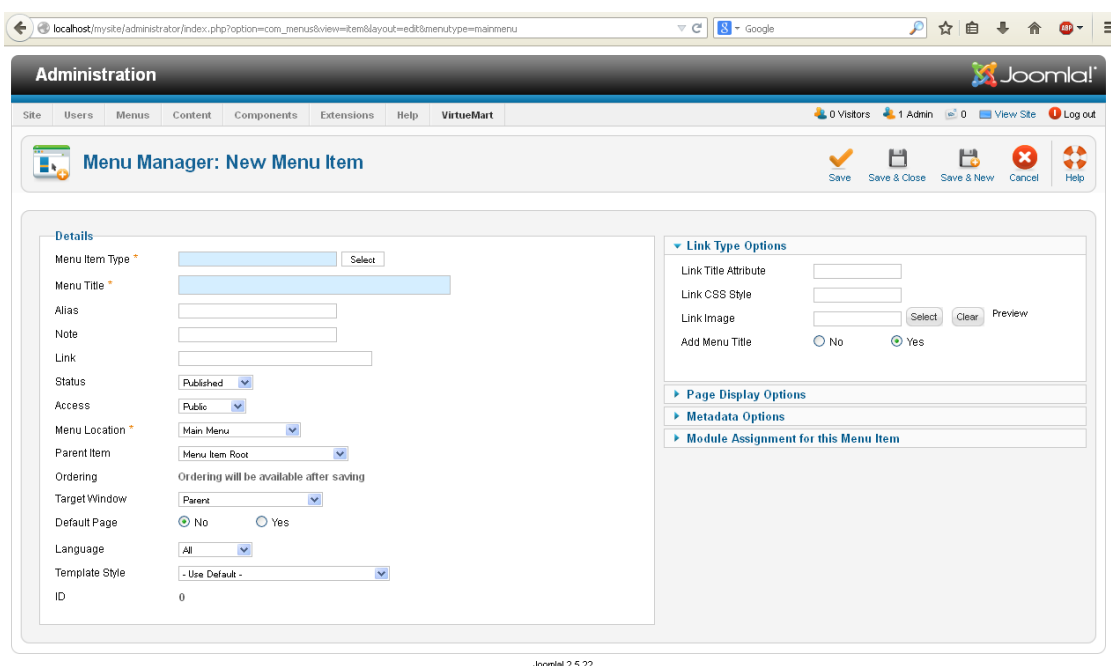 localhost/mysite/administrator/index.php?option=com_menus&view=item&layout=edit&menutype=mainmenu
8 Google
ABP
Administration
Joomla!
Site Users Menus Content Components Extensions Help VirtueMart
0 Visitors 1 Admin 0 View Site Log out
Menu Manager: New Menu Item
Save Save & Close Save & New Cancel Help
Details
Menu Item Type * Select
Menu Title *
Alias
Note
Link
Status Published
Access Public
Menu Location * Main Menu
Parent Item Menu Item Root
Ordering Ordering will be available after saving
Target Window Parent
Default Page No Yes
Language All
Template Style - Use Default -
ID 0
Link Type Options
Link Title Attribute
Link CSS Style
Link Image Select Clear Preview
Add Menu Title No Yes
Page Display Options
Metadata Options
Module Assignment for this Menu Item
Joomla! 2.5.22